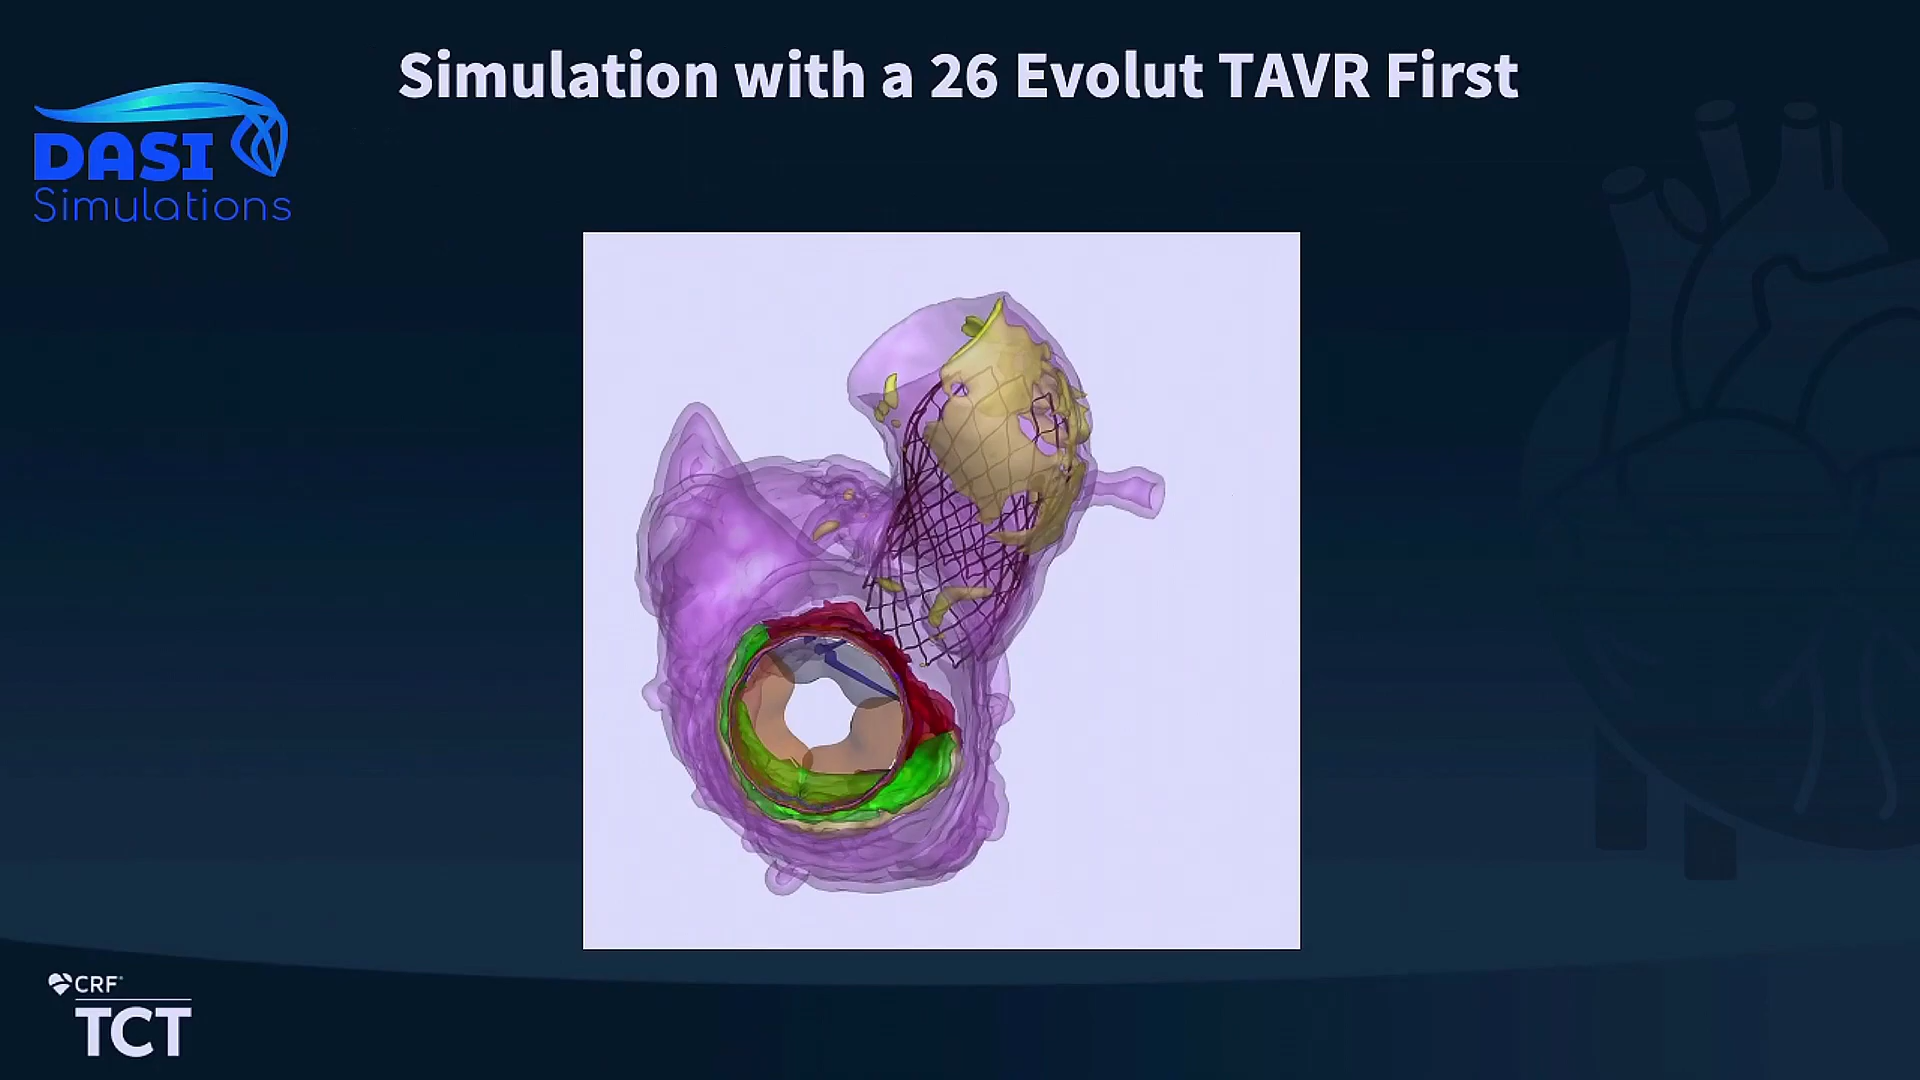 Simulation with a 26 Evolut TAVR First
DASI
Simulations
CRF
TCT